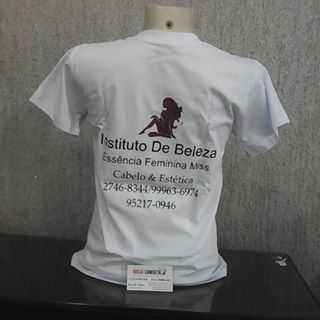 Instituto De Beleza
Essência Feminina Miss
Cabelo & Estética
2746-8344/99963-6974
95217-0946